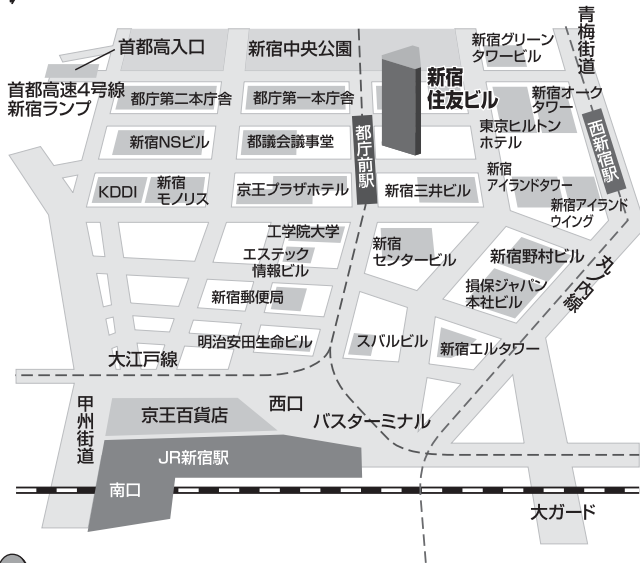 首都高入口
新宿中央公園
新宿グリーン
タワービル
青梅街道
首都高速4号線
新宿ランプ
都庁第二本庁舎
都庁第一本庁舎
新宿
住友ビル
新宿オーク
タワー
新宿NSビル
都議会議事堂
都庁前駅
東京ヒルトン
ホテル
西新宿駅
KDDI
新宿
モノリス
京王プラザホテル
新宿三井ビル
新宿
アイランドタワー
新宿アイランド
ウイング
工学院大学
エステック
情報ビル
新宿
センタービル
新宿野村ビル
丸ノ内線
新宿郵便局
損保ジャパン
本社ビル
明治安田生命ビル
スバルビル
新宿エルタワー
大江戸線
甲州街道
京王百貨店
西口
バスターミナル
JR新宿駅
南口
大ガード